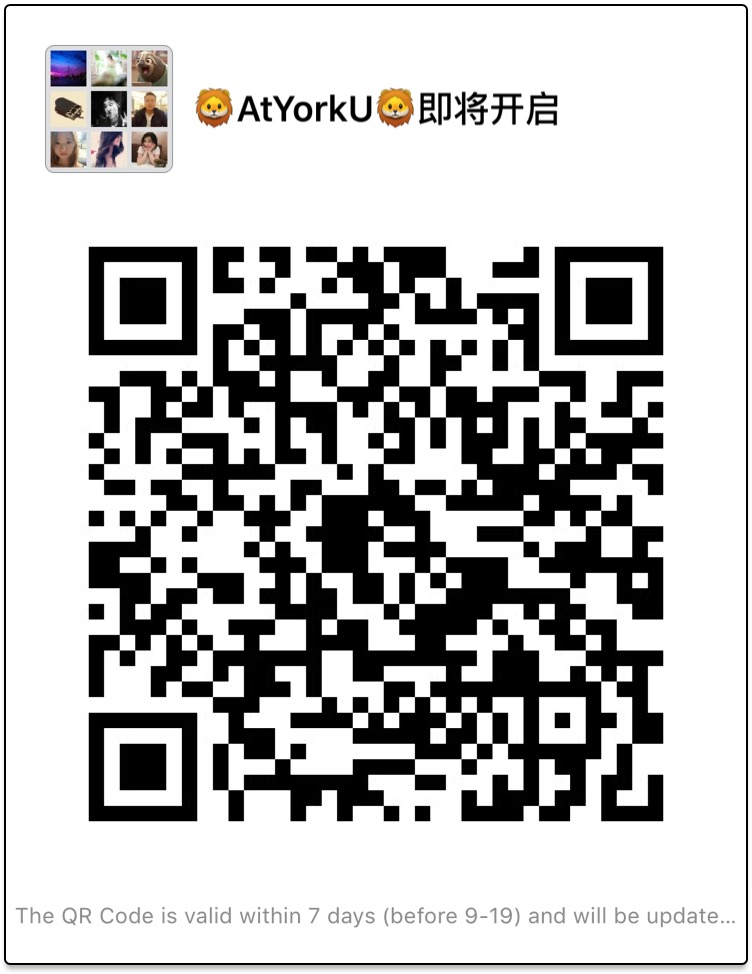 🦁AtYorkU🦁即将开启
The QR Code is valid within 7 days (before 9-19) and will be update...